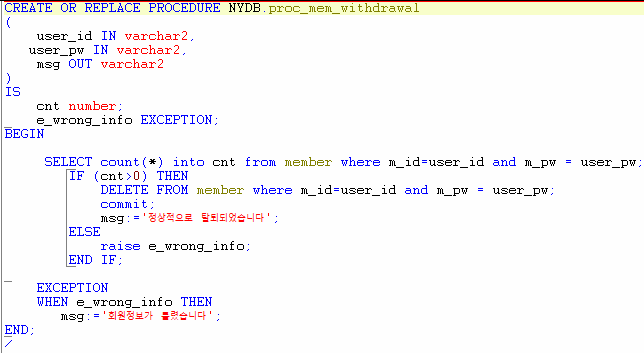 CREATE OR REPLACE PROCEDURE NYDB.proc_mem_withdrawal
(
user_id IN varchar2,
user_pw IN varchar2,
msg OUT varchar2
)
IS
cnt number;
e_wrong_info EXCEPTION;
BEGIN
SELECT count(*) into cnt from member where m_id=user_id and m_pw = user_pw;
IF (cnt>0) THEN
DELETE FROM member where m_id=user_id and m_pw = user_pw;
commit;
msg:='정상적으로 탈퇴되었습니다';
ELSE
raise e_wrong_info;
END IF;
EXCEPTION
WHEN e_wrong_info THEN
msg:='회원정보가 틀렸습니다';
END;
/